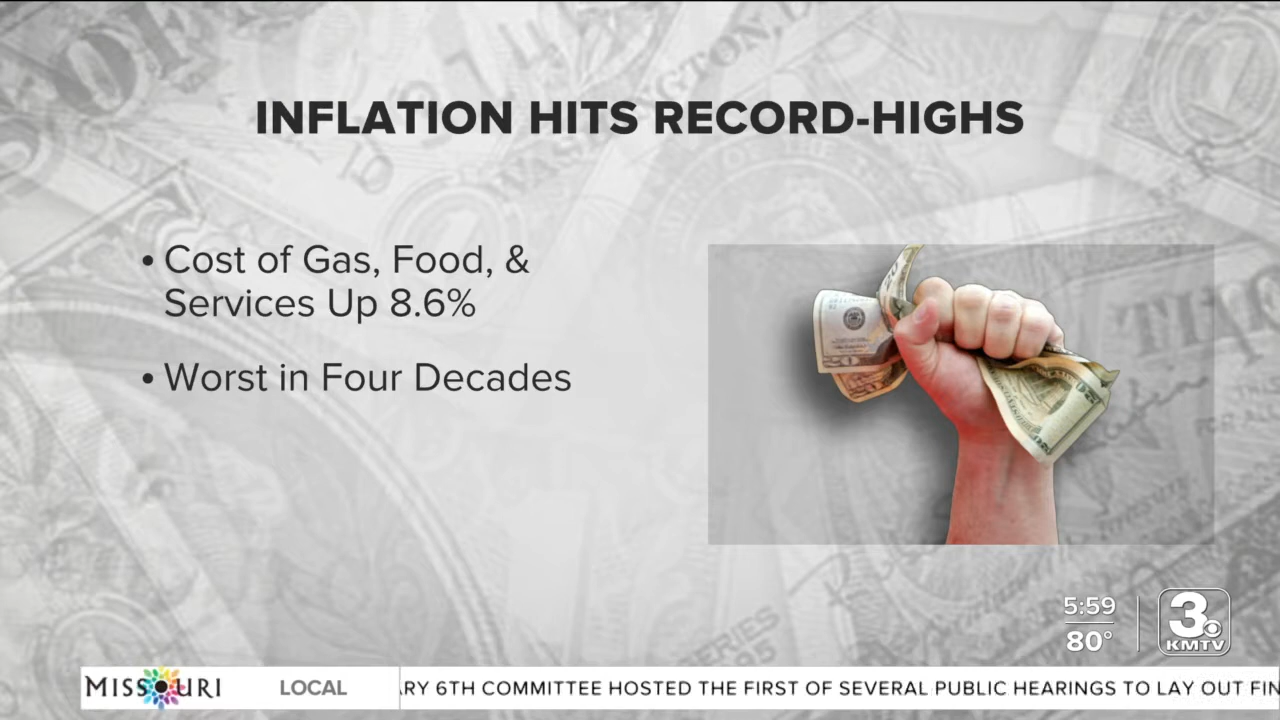 INFLATION HITS RECORD-HIGHS
• Cost of Gas, Food, &
Services Up 8.6%
• Worst in Four Decades
5:59
80°
3
KMTV
MISSOURI
LOCAL
RY 6TH COMMITTEE HOSTED THE FIRST OF SEVERAL PUBLIC HEARINGS TO LAY OUT FIN